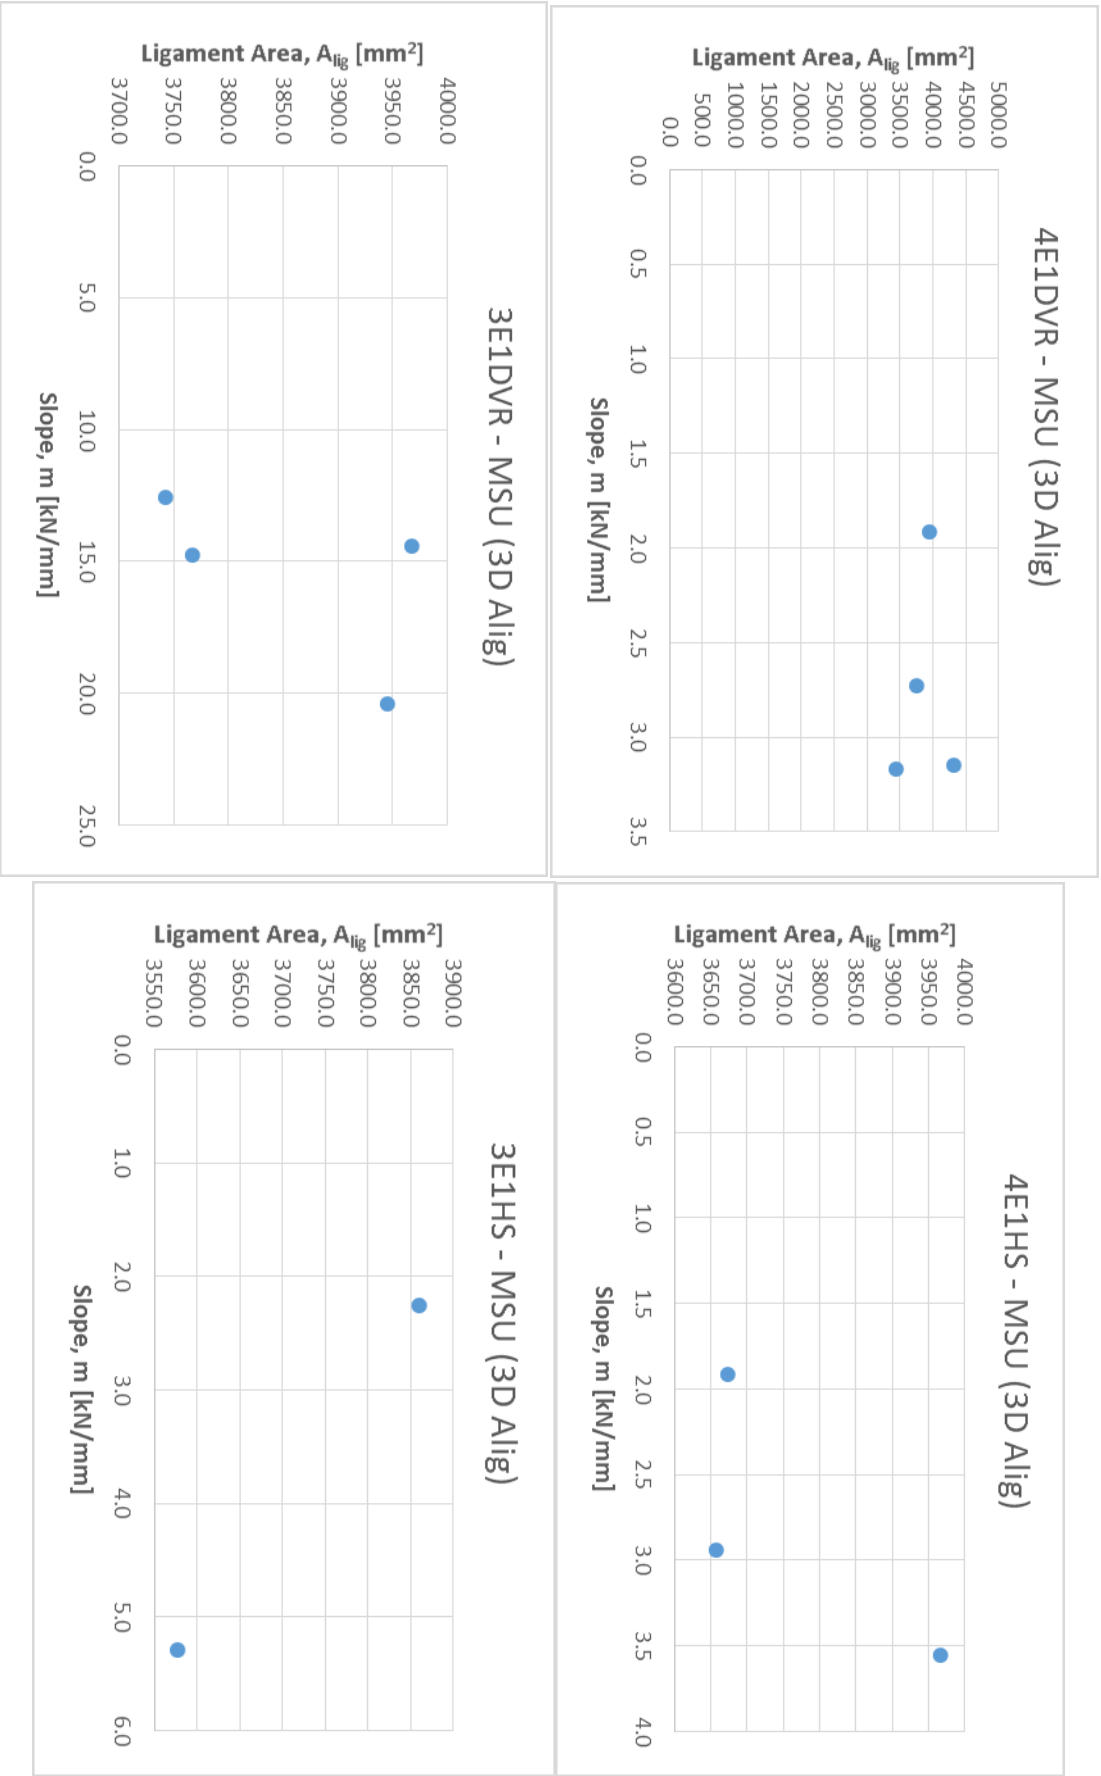 4E1DVR - MSU (3D Alig)
Ligament Area, Alig [mm²]
5000.0
4500.0
4000.0
3500.0
3000.0
2500.0
2000.0
1500.0
1000.0
500.0
0.0
0.0 0.5 1.0 1.5 2.0 2.5 3.0 3.5
Slope, m [kN/mm]
4E1HS - MSU (3D Alig)
Ligament Area, Alig [mm²]
4000.0
3950.0
3900.0
3850.0
3800.0
3750.0
3700.0
3650.0
3600.0
0.0 0.5 1.0 1.5 2.0 2.5 3.0 3.5 4.0
Slope, m [kN/mm]
3E1DVR - MSU (3D Alig)
Ligament Area, Alig [mm²]
4000.0
3950.0
3900.0
3850.0
3800.0
3750.0
3700.0
0.0 5.0 10.0 15.0 20.0 25.0
Slope, m [kN/mm]
3E1HS - MSU (3D Alig)
Ligament Area, Alig [mm²]
3900.0
3850.0
3800.0
3750.0
3700.0
3650.0
3600.0
3550.0
0.0 1.0 2.0 3.0 4.0 5.0 6.0
Slope, m [kN/mm]